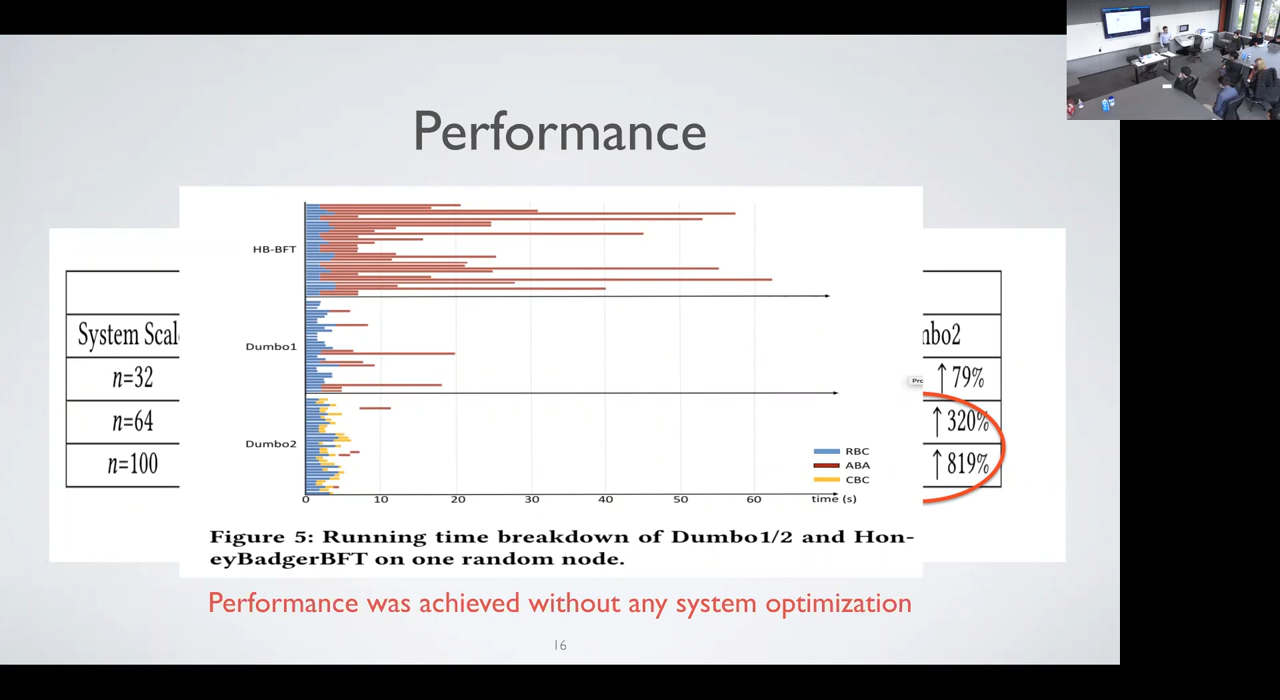 Performance
HB-BFT
Dumbo1
Dumbo2
RBC
ABA
CBC
0 10 20 30 40 50 60 time (s)
Figure 5: Running time breakdown of Dumbo1/2 and Hon-
eyBadgerBFT on one random node.
System Scal
mbo2
n=32 ↑ 79%
n=64 ↑ 320%
n=100 ↑ 819%
Pro
Performance was achieved without any system optimization
16